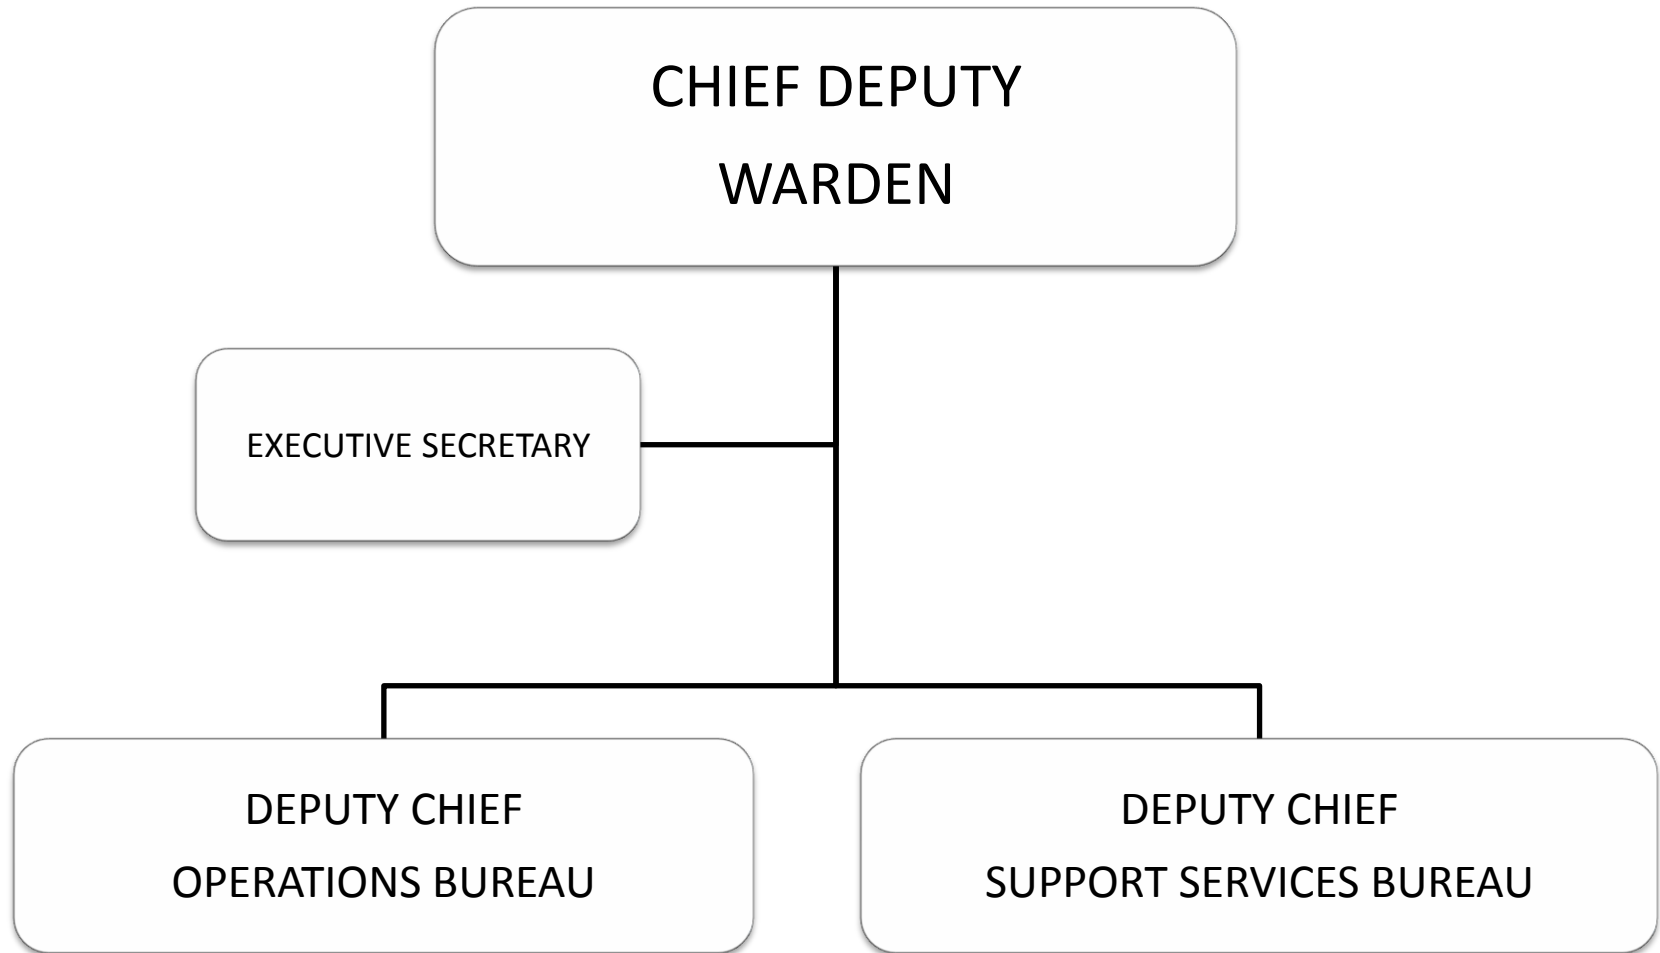 CHIEF DEPUTY
WARDEN
EXECUTIVE SECRETARY
DEPUTY CHIEF
OPERATIONS BUREAU
DEPUTY CHIEF
SUPPORT SERVICES BUREAU